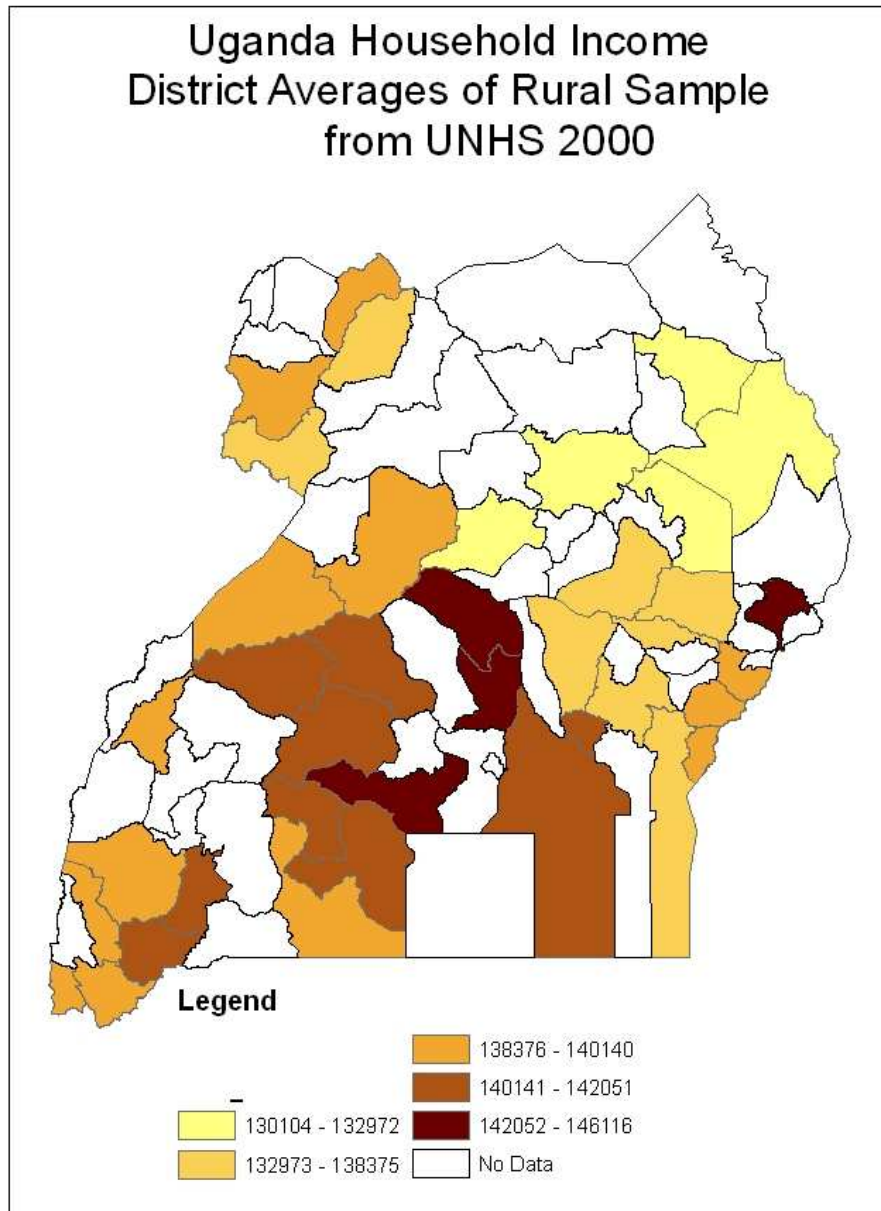 Uganda Household Income
District Averages of Rural Sample
from UNHS 2000
Legend
138376 - 140140
140141 - 142051
130104 - 132972
142052 - 146116
132973 - 138375
No Data